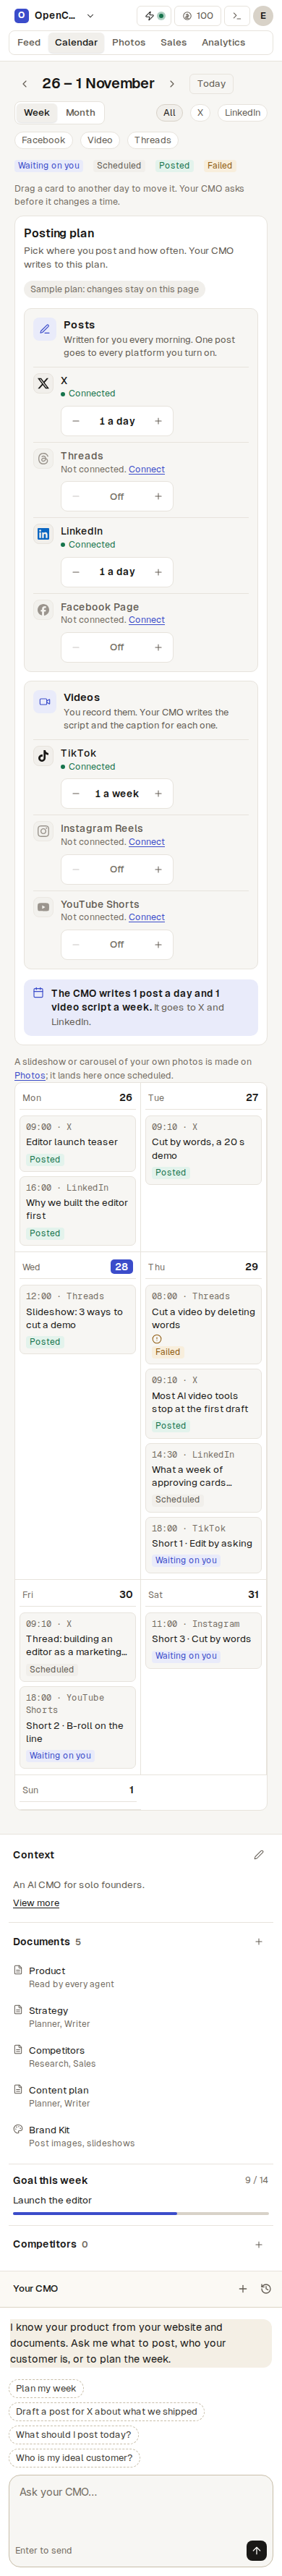 O OpenC...
100
E
Feed Calendar Photos Sales Analytics
26 – 1 November Today
Week Month All X LinkedIn
Facebook Video Threads
Waiting on you Scheduled Posted Failed
Drag a card to another day to move it. Your CMO asks
before it changes a time.
Posting plan
Pick where you post and how often. Your CMO
writes to this plan.
Sample plan: changes stay on this page
Posts
Written for you every morning. One post
goes to every platform you turn on.
X
Connected
− 1 a day +
Threads
Not connected. Connect
− Off +
LinkedIn
Connected
− 1 a day +
Facebook Page
Not connected. Connect
− Off +
Videos
You record them. Your CMO writes the
script and the caption for each one.
TikTok
Connected
− 1 a week +
Instagram Reels
Not connected. Connect
− Off +
YouTube Shorts
Not connected. Connect
− Off +
The CMO writes 1 post a day and 1
video script a week. It goes to X and
LinkedIn.
A slideshow or carousel of your own photos is made on
Photos; it lands here once scheduled.
Mon 26
09:00 · X
Editor launch teaser
Posted
16:00 · LinkedIn
Why we built the editor
first
Posted
Tue 27
09:10 · X
Cut by words, a 20 s
demo
Posted
Wed 28
12:00 · Threads
Slideshow: 3 ways to
cut a demo
Posted
Thu 29
08:00 · Threads
Cut a video by deleting
words
Failed
09:10 · X
Most AI video tools
stop at the first draft
Posted
14:30 · LinkedIn
What a week of
approving cards...
Scheduled
18:00 · TikTok
Short 1 · Edit by asking
Waiting on you
Fri 30
09:10 · X
Thread: building an
editor as a marketing...
Scheduled
18:00 · YouTube
Shorts
Short 2 · B-roll on the
line
Waiting on you
Sat 31
11:00 · Instagram
Short 3 · Cut by words
Waiting on you
Sun 1
Context
An AI CMO for solo founders.
View more
Documents 5
Product
Read by every agent
Strategy
Planner, Writer
Competitors
Research, Sales
Content plan
Planner, Writer
Brand Kit
Post images, slideshows
Goal this week 9 / 14
Launch the editor
Competitors 0
Your CMO
I know your product from your website and
documents. Ask me what to post, who your
customer is, or to plan the week.
Plan my week
Draft a post for X about what we shipped
What should I post today?
Who is my ideal customer?
Ask your CMO...
Enter to send